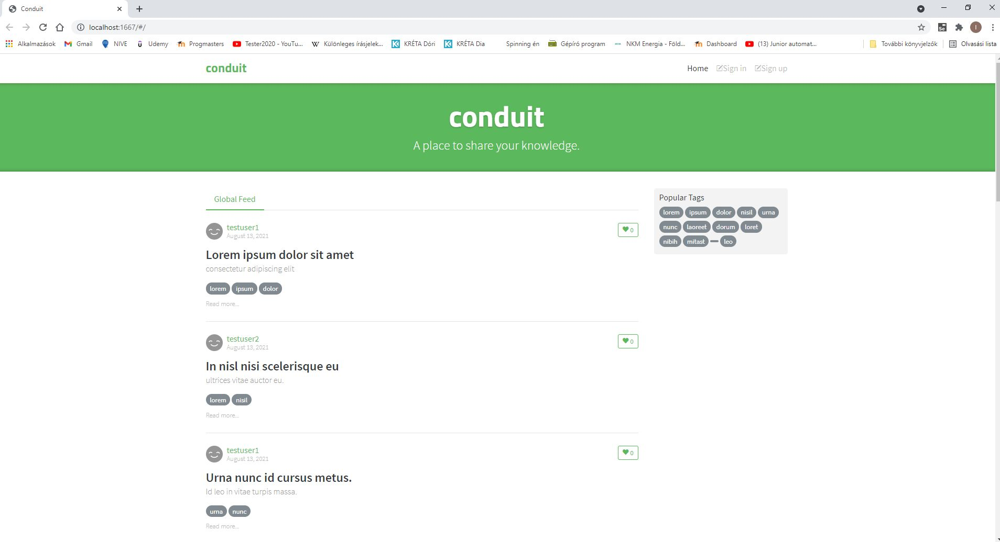 Conduit
localhost:1667/#/
Alkalmazások Gmail NIVE Udemy Progmasters Tester2020 - YouTu... Különleges írásjelek... KRÉTA Dóri KRÉTA Dia Spinning én Gépíró program NKM Energia - Föld... Dashboard (13) Junior automat... További könyvjelzők Olvasási lista
conduit Home Sign in Sign up
conduit
A place to share your knowledge.
Global Feed
testuser1
August 13, 2021
0
Lorem ipsum dolor sit amet
consectetur adipiscing elit
lorem ipsum dolor
Read more...
testuser2
August 13, 2021
0
In nisl nisi scelerisque eu
ultrices vitae auctor eu.
lorem nisil
Read more...
testuser1
August 13, 2021
0
Urna nunc id cursus metus.
Id leo in vitae turpis massa.
urna nunc
Read more...
Popular Tags
lorem ipsum dolor nisil urna
nunc laoreet dorum loret
nibih mitast leo